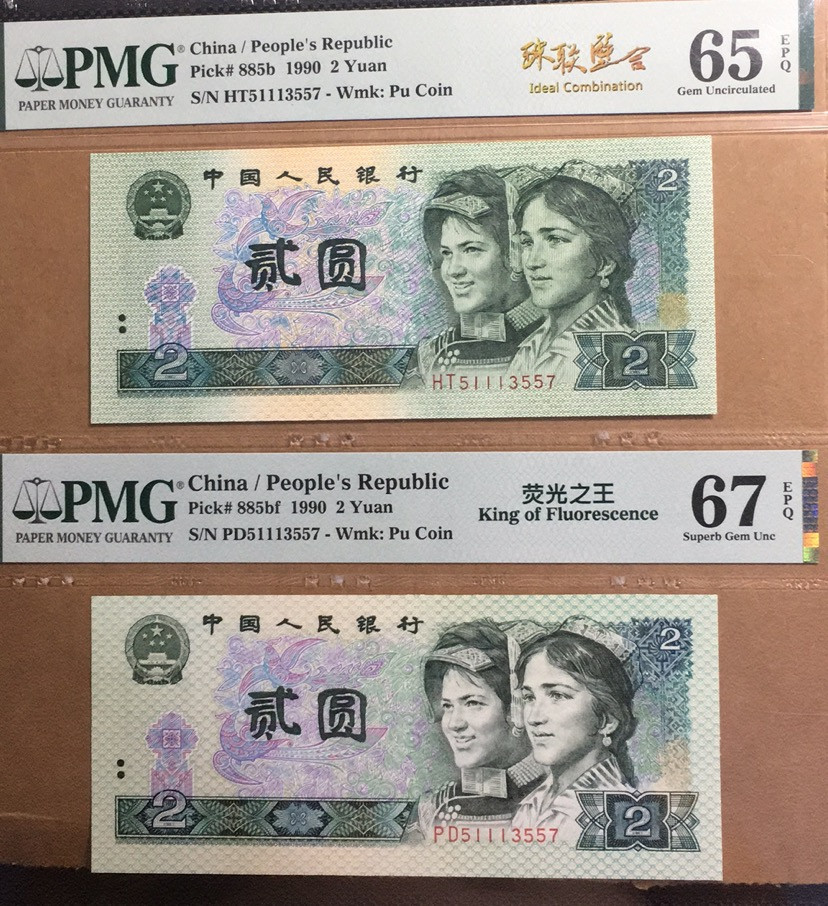 PMG®
PAPER MONEY GUARANTY
China / People's Republic
Pick# 885b 1990 2 Yuan
S/N HT51113557 - Wmk: Pu Coin
珠联璧合
Ideal Combination
65
EPQ
Gem Uncirculated
中国人民银行
2
贰圆
2
2
HT51113557
PMG®
PAPER MONEY GUARANTY
China / People's Republic
Pick# 885bf 1990 2 Yuan
S/N PD51113557 - Wmk: Pu Coin
荧光之王
King of Fluorescence
67
EPQ
Superb Gem Unc
中国人民银行
2
贰圆
2
2
PD51113557